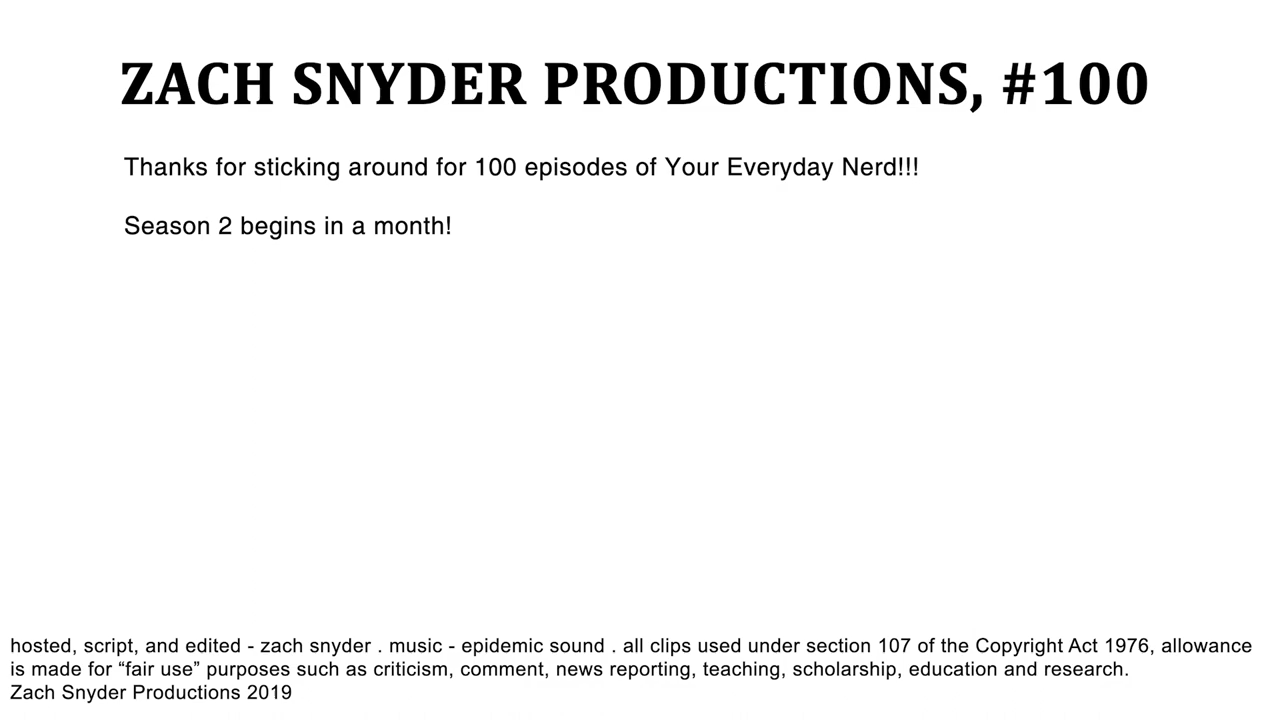 ZACH SNYDER PRODUCTIONS, #100
Thanks for sticking around for 100 episodes of Your Everyday Nerd!!!
Season 2 begins in a month!
hosted, script, and edited - zach snyder . music - epidemic sound . all clips used under section 107 of the Copyright Act 1976, allowance
is made for “fair use” purposes such as criticism, comment, news reporting, teaching, scholarship, education and research.
Zach Snyder Productions 2019